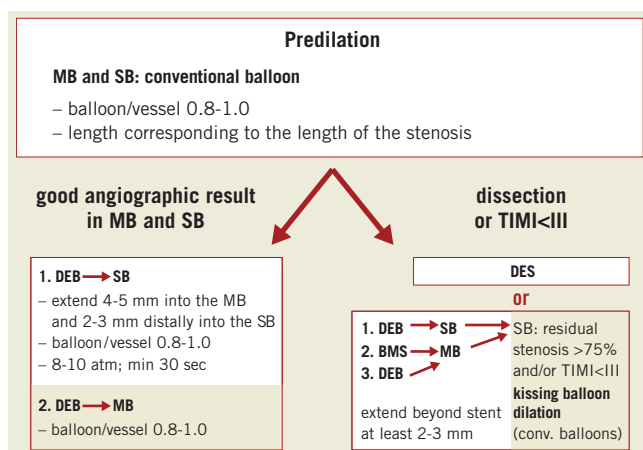 Predilation
MB and SB: conventional balloon
– balloon/vessel 0.8-1.0
– length corresponding to the length of the stenosis
good angiographic result
in MB and SB
1. DEB → SB
– extend 4-5 mm into the MB
and 2-3 mm distally into the SB
– balloon/vessel 0.8-1.0
– 8-10 atm; min 30 sec
2. DEB → MB
– balloon/vessel 0.8-1.0
dissection
or TIMI<III
DES
or
1. DEB → SB
2. BMS → MB
3. DEB
extend beyond stent
at least 2-3 mm
SB: residual
stenosis >75%
and/or TIMI<III
kissing balloon
dilation
(conv. balloons)